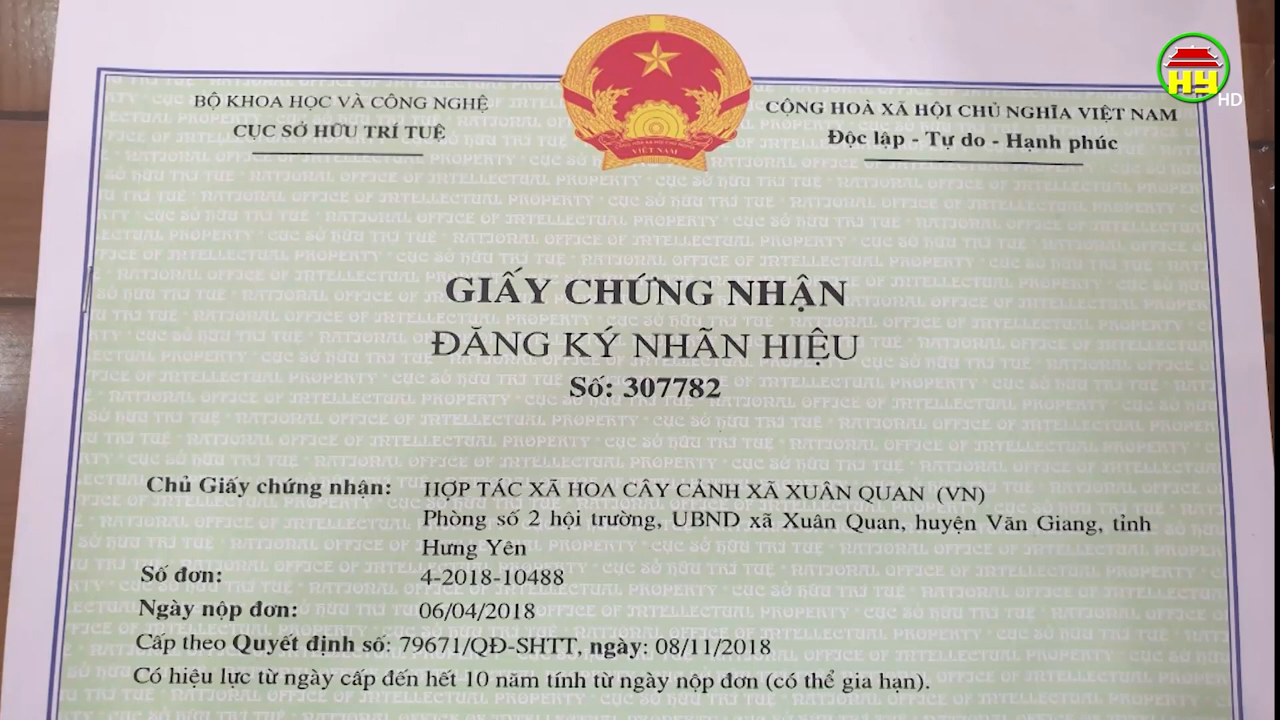 BỘ KHOA HỌC VÀ CÔNG NGHỆ
CỤC SỞ HỮU TRÍ TUỆ
CỘNG HOÀ XÃ HỘI CHỦ NGHĨA VIỆT NAM
Độc lập - Tự do - Hạnh phúc
VIỆT NAM
HY HD
GIẤY CHỨNG NHẬN
ĐĂNG KÝ NHÃN HIỆU
Số: 307782
Chủ Giấy chứng nhận: HỢP TÁC XÃ HOA CÂY CẢNH XÃ XUÂN QUAN (VN)
Phòng số 2 hội trường, UBND xã Xuân Quan, huyện Văn Giang, tỉnh
Hưng Yên
Số đơn: 4-2018-10488
Ngày nộp đơn: 06/04/2018
Cấp theo Quyết định số: 79671/QĐ-SHTT, ngày: 08/11/2018
Có hiệu lực từ ngày cấp đến hết 10 năm tính từ ngày nộp đơn (có thể gia hạn).